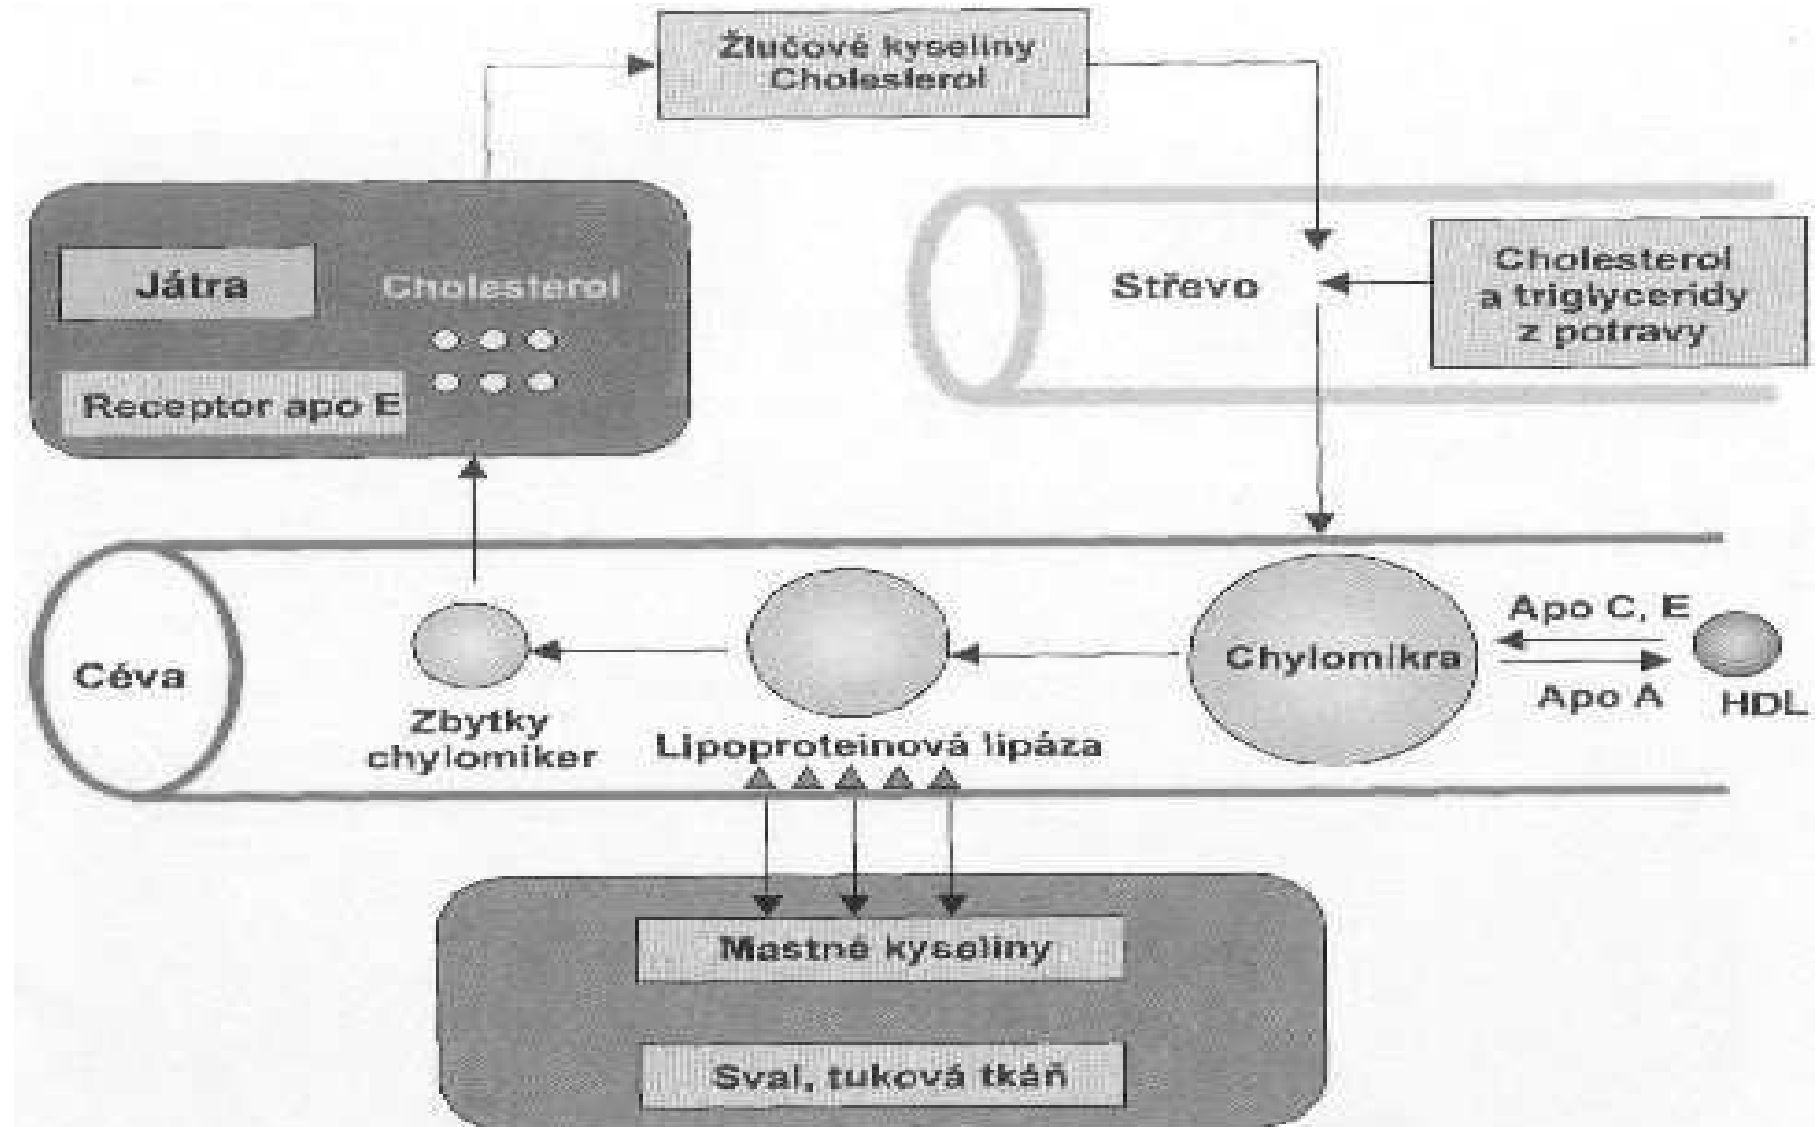 Žlučové kyseliny
Cholesterol
Játra
Cholesterol
Receptor apo E
Střevo
Cholesterol
a triglyceridy
z potravy
Céva
Zbytky
chylomiker
Lipoproteinová lipáza
Chylomikra
Apo C, E
Apo A
HDL
Mastné kyseliny
Sval, tuková tkáň